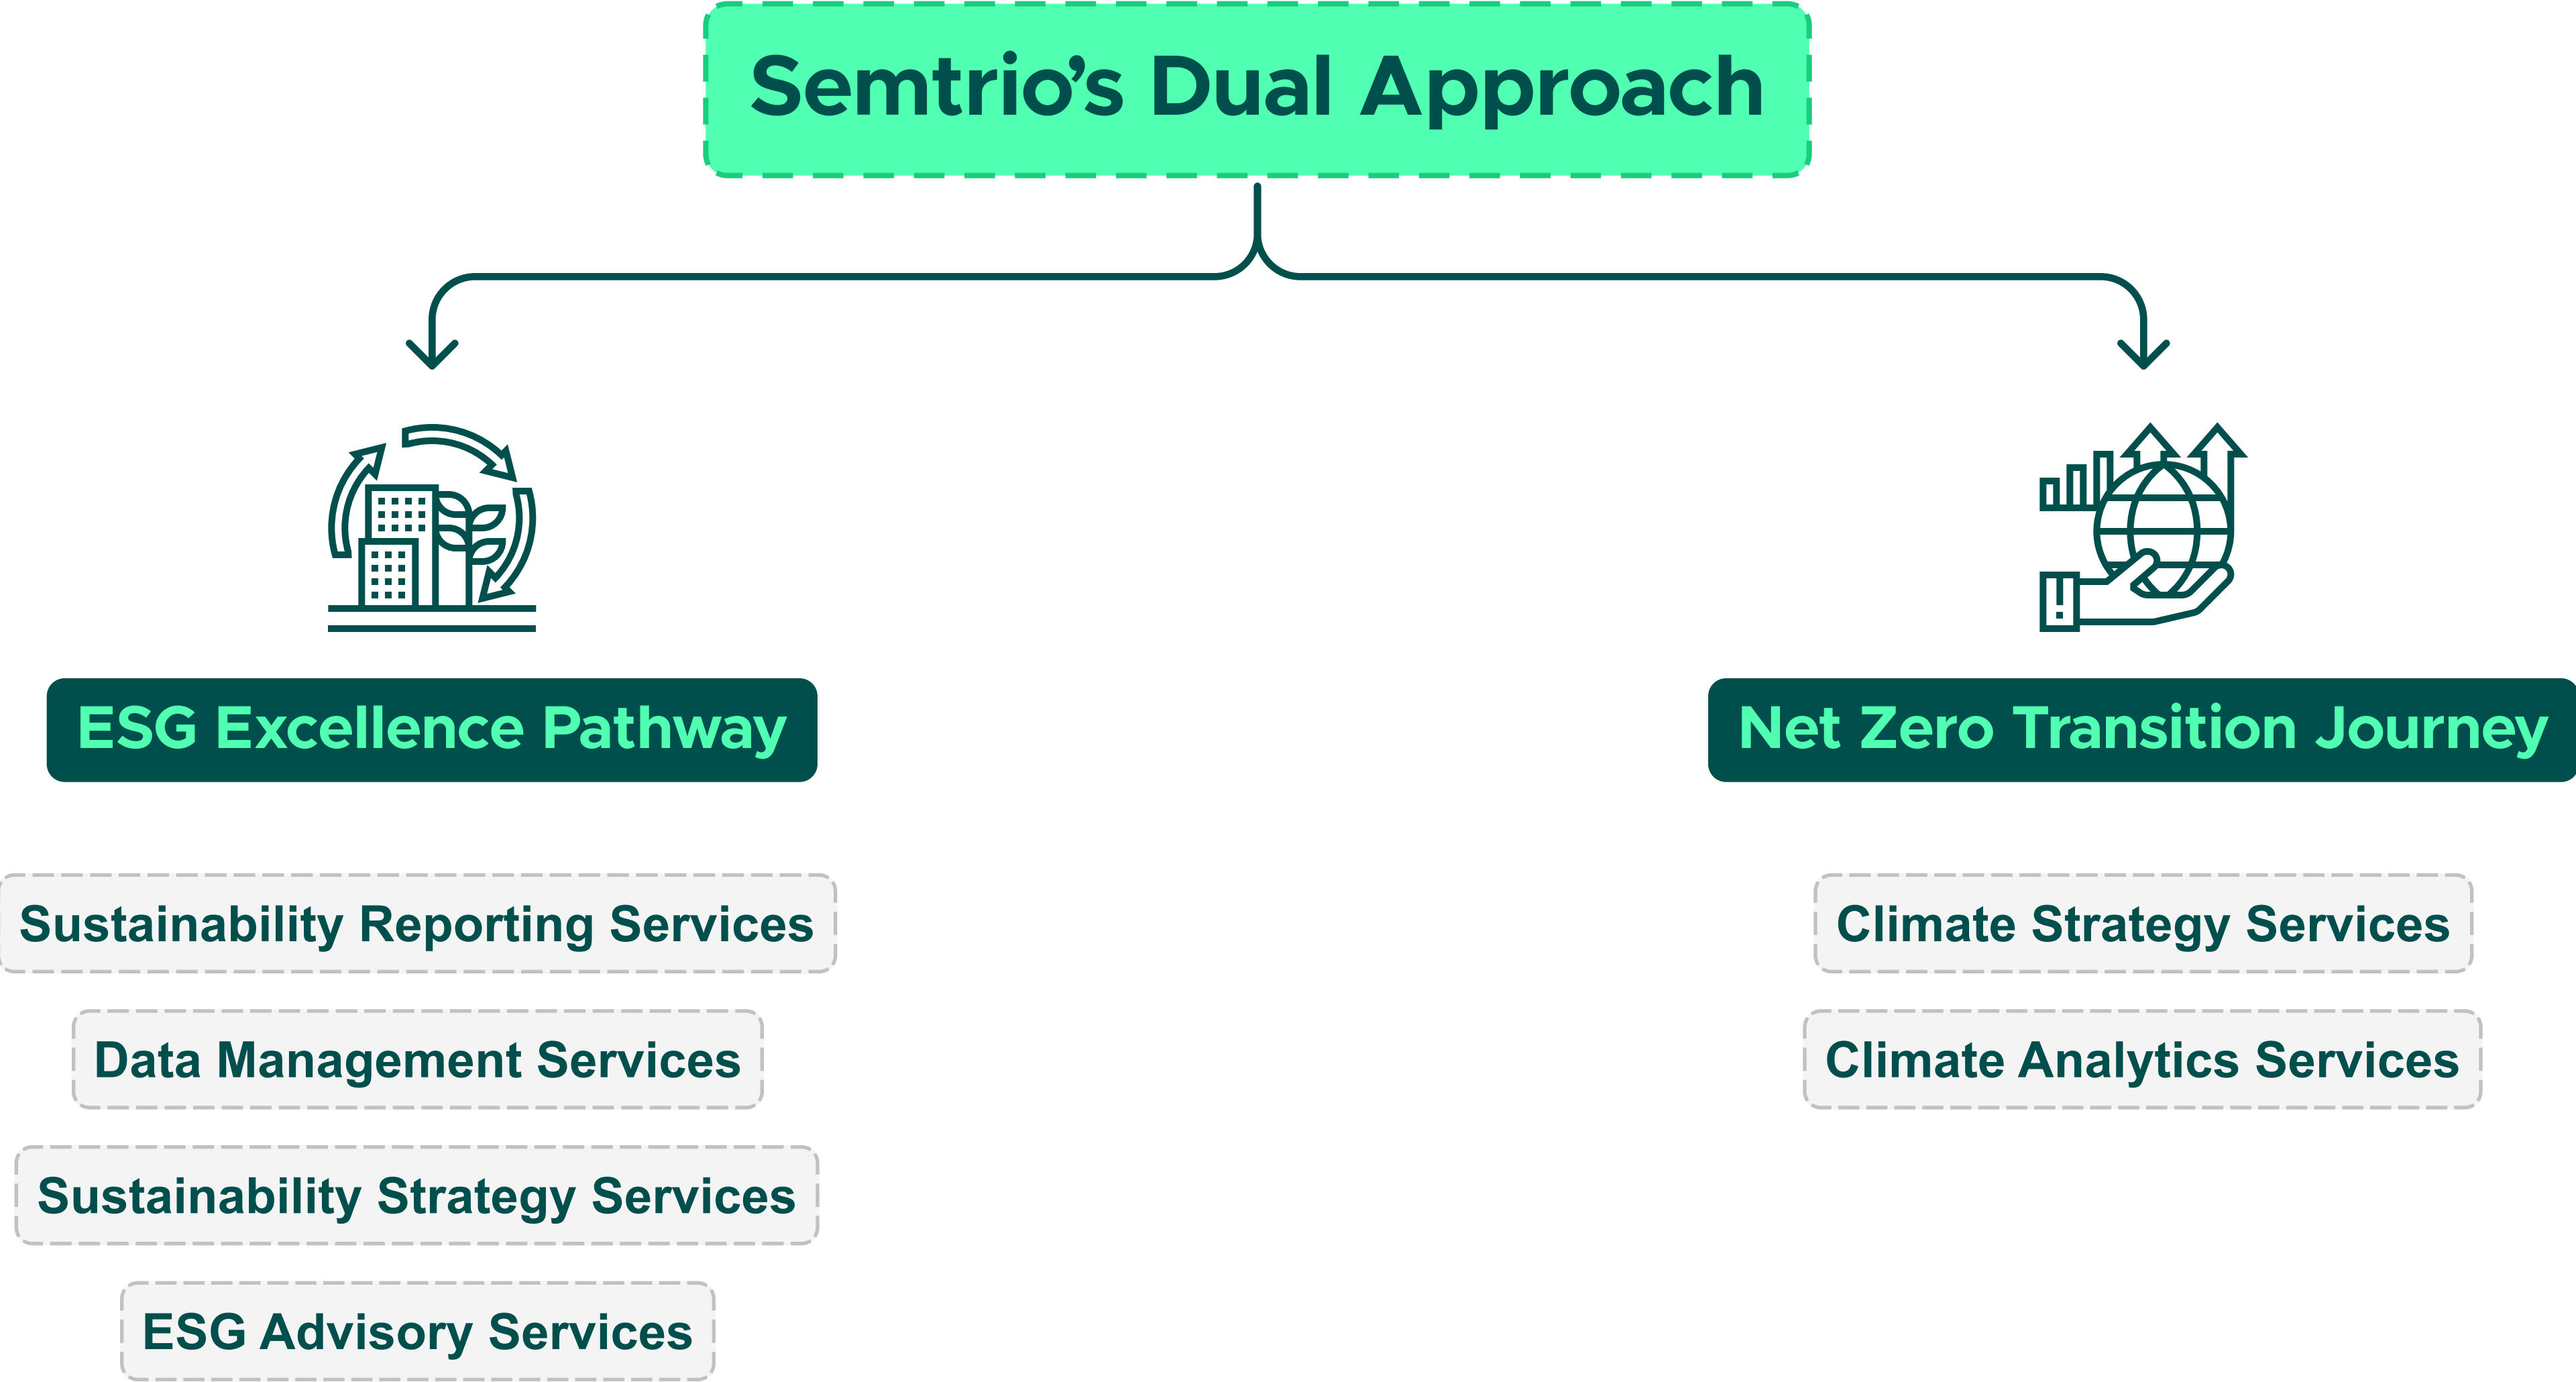 Semtrio’s Dual Approach
ESG Excellence Pathway
Sustainability Reporting Services
Data Management Services
Sustainability Strategy Services
ESG Advisory Services
Net Zero Transition Journey
Climate Strategy Services
Climate Analytics Services